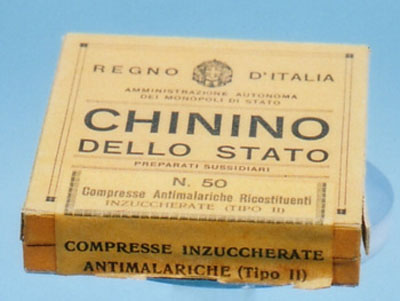 REGNO D'ITALIA
AMMINISTRAZIONE AUTONOMA
DEI MONOPOLI DI STATO
CHININO
DELLO STATO
PREPARATI SUSSIDIARI
N. 50
Compresse Antimalariche Ricostituenti
INZUCCHERATE (TIPO II)
COMPRESSE INZUCCHERATE
ANTIMALARICHE (Tipo II)